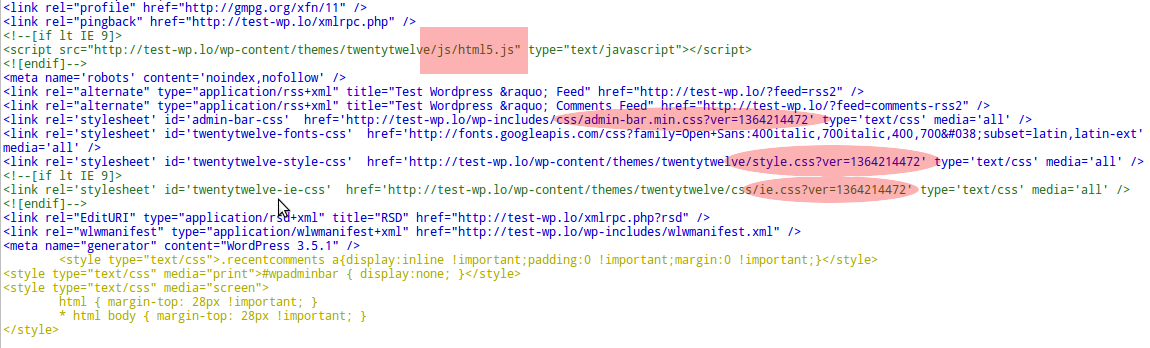 <link rel="profile" href="http://gmpg.org/xfn/11" />
<link rel="pingback" href="http://test-wp.lo/xmlrpc.php" />
<!--[if lt IE 9]>
<script src="http://test-wp.lo/wp-content/themes/twentytwelve/js/html5.js" type="text/javascript"></script>
<![endif]-->
<meta name='robots' content='noindex,nofollow' />
<link rel="alternate" type="application/rss+xml" title="Test Wordpress &raquo; Feed" href="http://test-wp.lo/?feed=rss2" />
<link rel="alternate" type="application/rss+xml" title="Test Wordpress &raquo; Comments Feed" href="http://test-wp.lo/?feed=comments-rss2" />
<link rel='stylesheet' id='admin-bar-css'  href='http://test-wp.lo/wp-includes/css/admin-bar.min.css?ver=1364214472' type='text/css' media='all' />
<link rel='stylesheet' id='twentytwelve-fonts-css'  href='http://fonts.googleapis.com/css?family=Open+Sans:400italic,700italic,400,700&#038;subset=latin,latin-ext'
media='all' />
<link rel='stylesheet' id='twentytwelve-style-css'  href='http://test-wp.lo/wp-content/themes/twentytwelve/style.css?ver=1364214472' type='text/css' media='all' />
<!--[if lt IE 9]>
<link rel='stylesheet' id='twentytwelve-ie-css'  href='http://test-wp.lo/wp-content/themes/twentytwelve/css/ie.css?ver=1364214472' type='text/css' media='all' />
<![endif]-->
<link rel="EditURI" type="application/rsd+xml" title="RSD" href="http://test-wp.lo/xmlrpc.php?rsd" />
<link rel="wlwmanifest" type="application/wlwmanifest+xml" href="http://test-wp.lo/wp-includes/wlwmanifest.xml" />
<meta name="generator" content="WordPress 3.5.1" />
<style type="text/css">.recentcomments a{display:inline !important;padding:0 !important;margin:0 !important;}</style>
<style type="text/css" media="print">#wpadminbar { display:none; }</style>
<style type="text/css" media="screen">
html { margin-top: 28px !important; }
* html body { margin-top: 28px !important; }
</style>